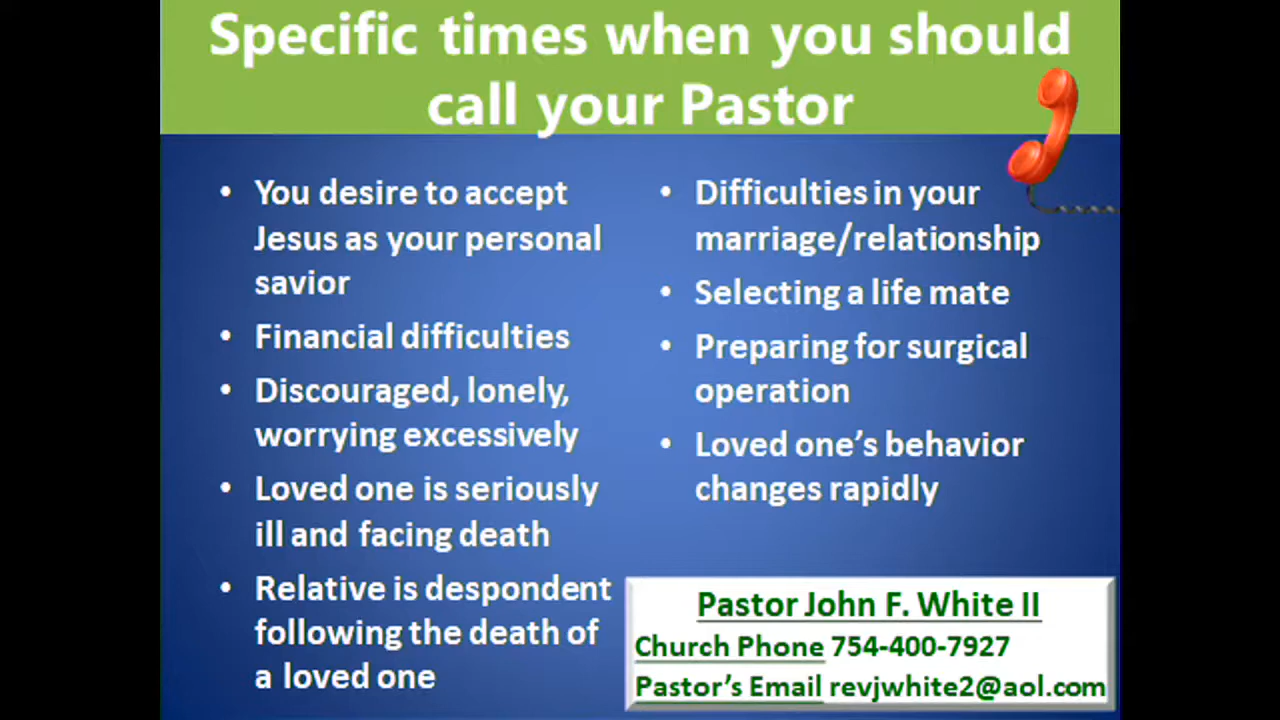 Specific times when you should
call your Pastor
• You desire to accept
Jesus as your personal
savior
• Financial difficulties
• Discouraged, lonely,
worrying excessively
• Loved one is seriously
ill and facing death
• Relative is despondent
following the death of
a loved one
• Difficulties in your
marriage/relationship
• Selecting a life mate
• Preparing for surgical
operation
• Loved one’s behavior
changes rapidly
Pastor John F. White II
Church Phone 754-400-7927
Pastor’s Email revjwhite2@aol.com